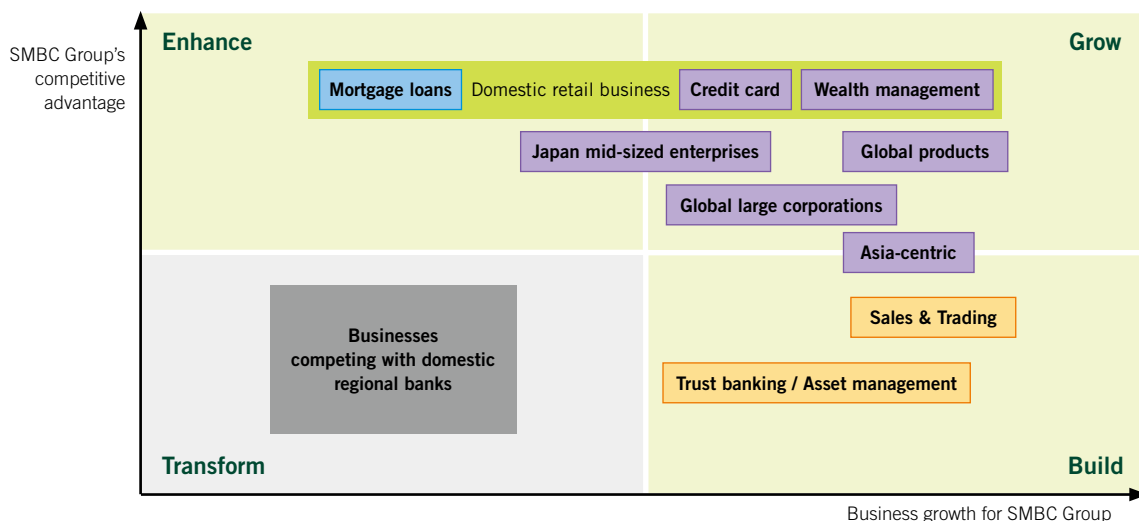 SMBC Group's
competitive
advantage
Enhance
Grow
Mortgage loans
Domestic retail business
Credit card
Wealth management
Japan mid-sized enterprises
Global products
Global large corporations
Asia-centric
Businesses
competing with domestic
regional banks
Sales & Trading
Trust banking / Asset management
Transform
Build
Business growth for SMBC Group